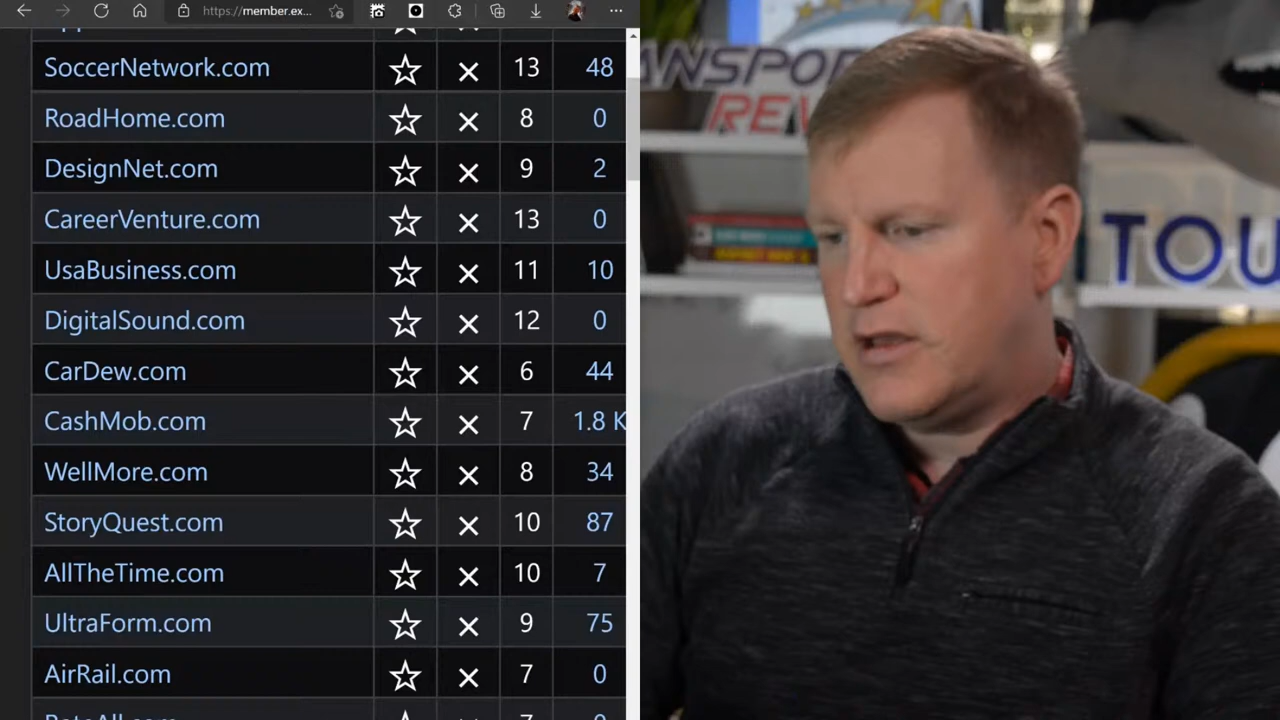 https://member.ex...
SoccerNetwork.com 13 48
RoadHome.com 8 0
DesignNet.com 9 2
CareerVenture.com 13 0
UsaBusiness.com 11 10
DigitalSound.com 12 0
CarDew.com 6 44
CashMob.com 7 1.8 K
WellMore.com 8 34
StoryQuest.com 10 87
AllTheTime.com 10 7
UltraForm.com 9 75
AirRail.com 7 0
ANSPOR
REV
TOU